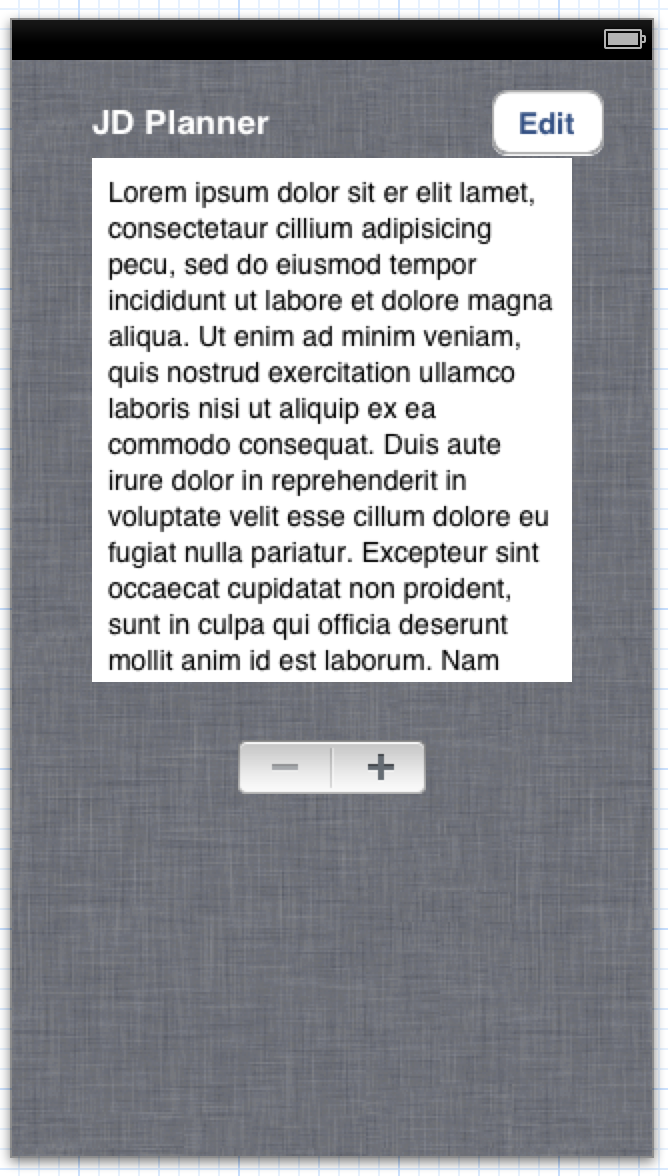 JD Planner
Edit
Lorem ipsum dolor sit er elit lamet,
consectetaur cillium adipisicing
pecu, sed do eiusmod tempor
incididunt ut labore et dolore magna
aliqua. Ut enim ad minim veniam,
quis nostrud exercitation ullamco
laboris nisi ut aliquip ex ea
commodo consequat. Duis aute
irure dolor in reprehenderit in
voluptate velit esse cillum dolore eu
fugiat nulla pariatur. Excepteur sint
occaecat cupidatat non proident,
sunt in culpa qui officia deserunt
mollit anim id est laborum. Nam